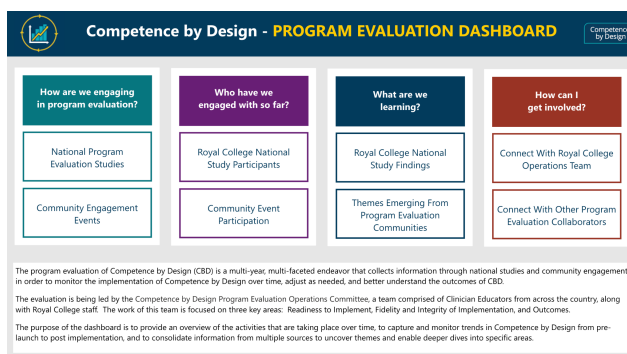 Competence by Design - PROGRAM EVALUATION DASHBOARD
Competence
by Design
How are we engaging
in program evaluation?
National Program
Evaluation Studies
Community Engagement
Events
Who have we
engaged with so far?
Royal College National
Study Participants
Community Event
Participation
What are we
learning?
Royal College National
Study Findings
Themes Emerging From
Program Evaluation
Communities
How can I
get involved?
Connect With Royal College
Operations Team
Connect With Other Program
Evaluation Collaborators
The program evaluation of Competence by Design (CBD) is a multi-year, multi-faceted endeavor that collects information through national studies and community engagement
in order to monitor the implementation of Competence by Design over time, adjust as needed, and better understand the outcomes of CBD.
The evaluation is being led by the Competence by Design Program Evaluation Operations Committee, a team comprised of Clinician Educators from across the country, along
with Royal College staff. The work of this team is focused on three key areas: Readiness to Implement, Fidelity and Integrity of Implementation, and Outcomes.
The purpose of the dashboard is to provide an overview of the activities that are taking place over time, to capture and monitor trends in Competence by Design from pre-
launch to post implementation, and to consolidate information from multiple sources to uncover themes and enable deeper dives into specific areas.